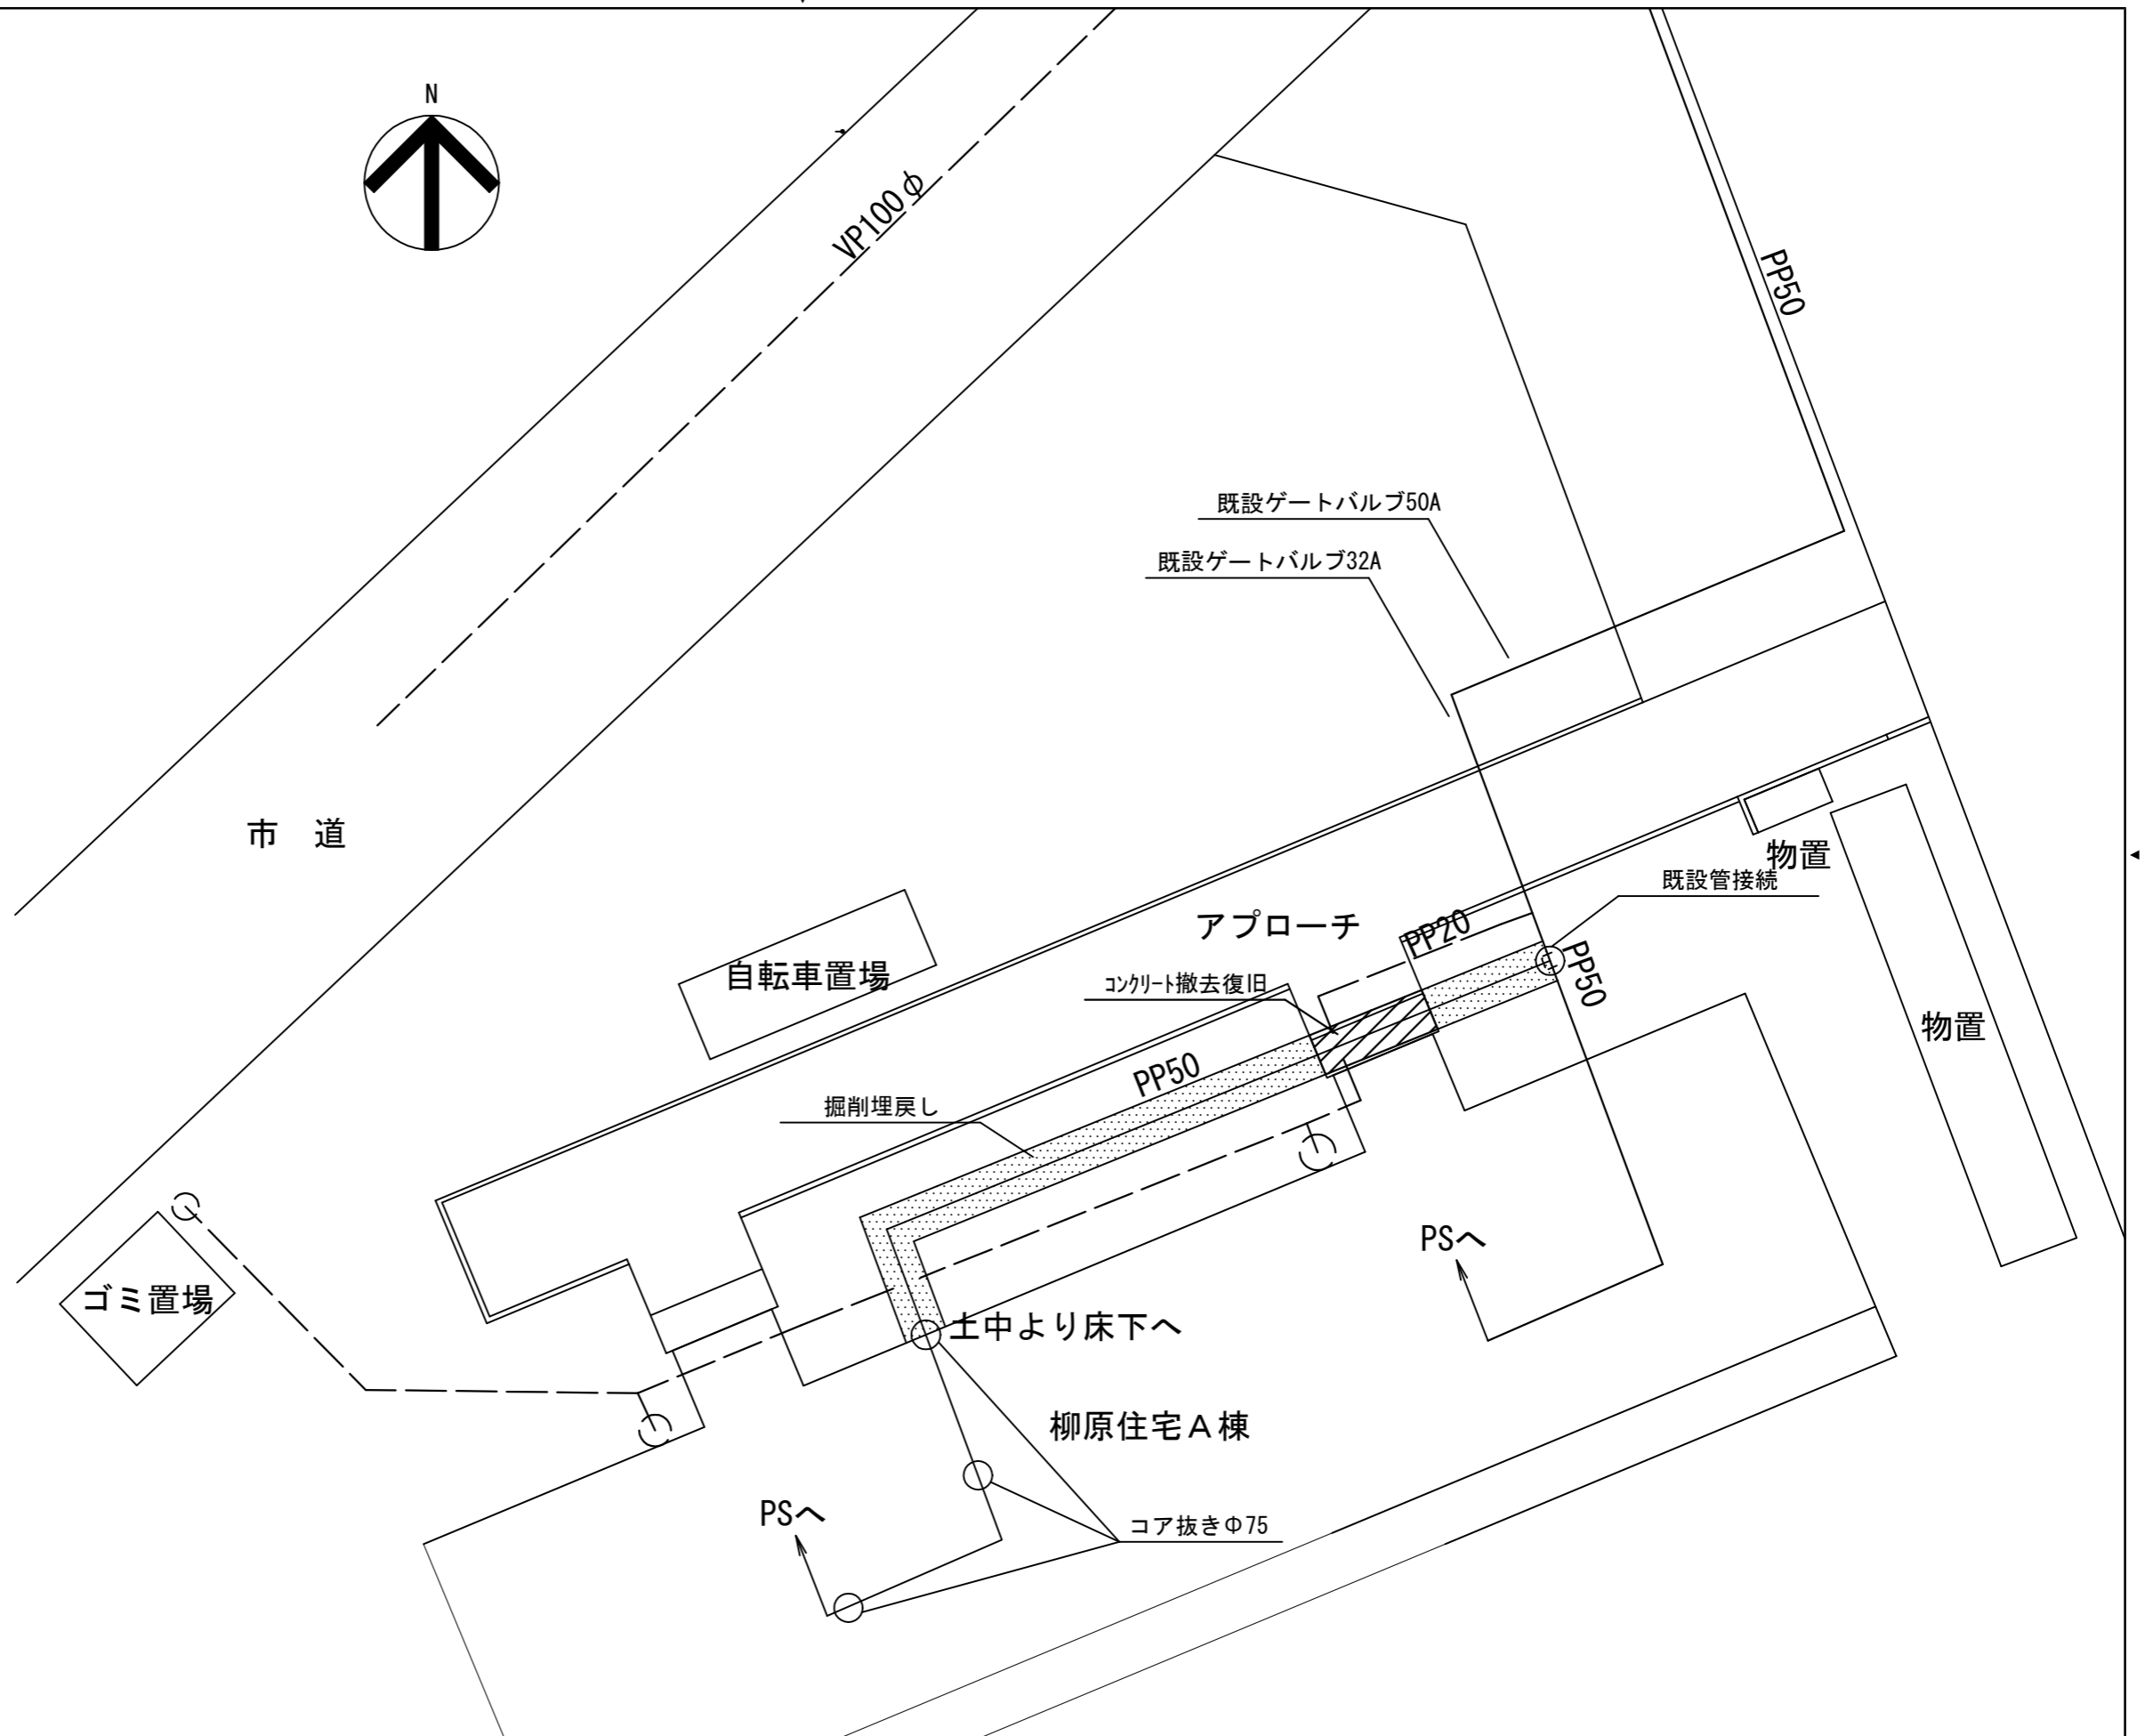 N
VP100φ
PP50
既設ゲートバルブ50A
既設ゲートバルブ32A
市　道
物置
既設管接続
アプローチ
PP20
自転車置場
コンクリート撤去復旧
PP50
物置
PP50
掘削埋戻し
PSへ
ゴミ置場
土中より床下へ
柳原住宅A棟
PSへ
コア抜きΦ75